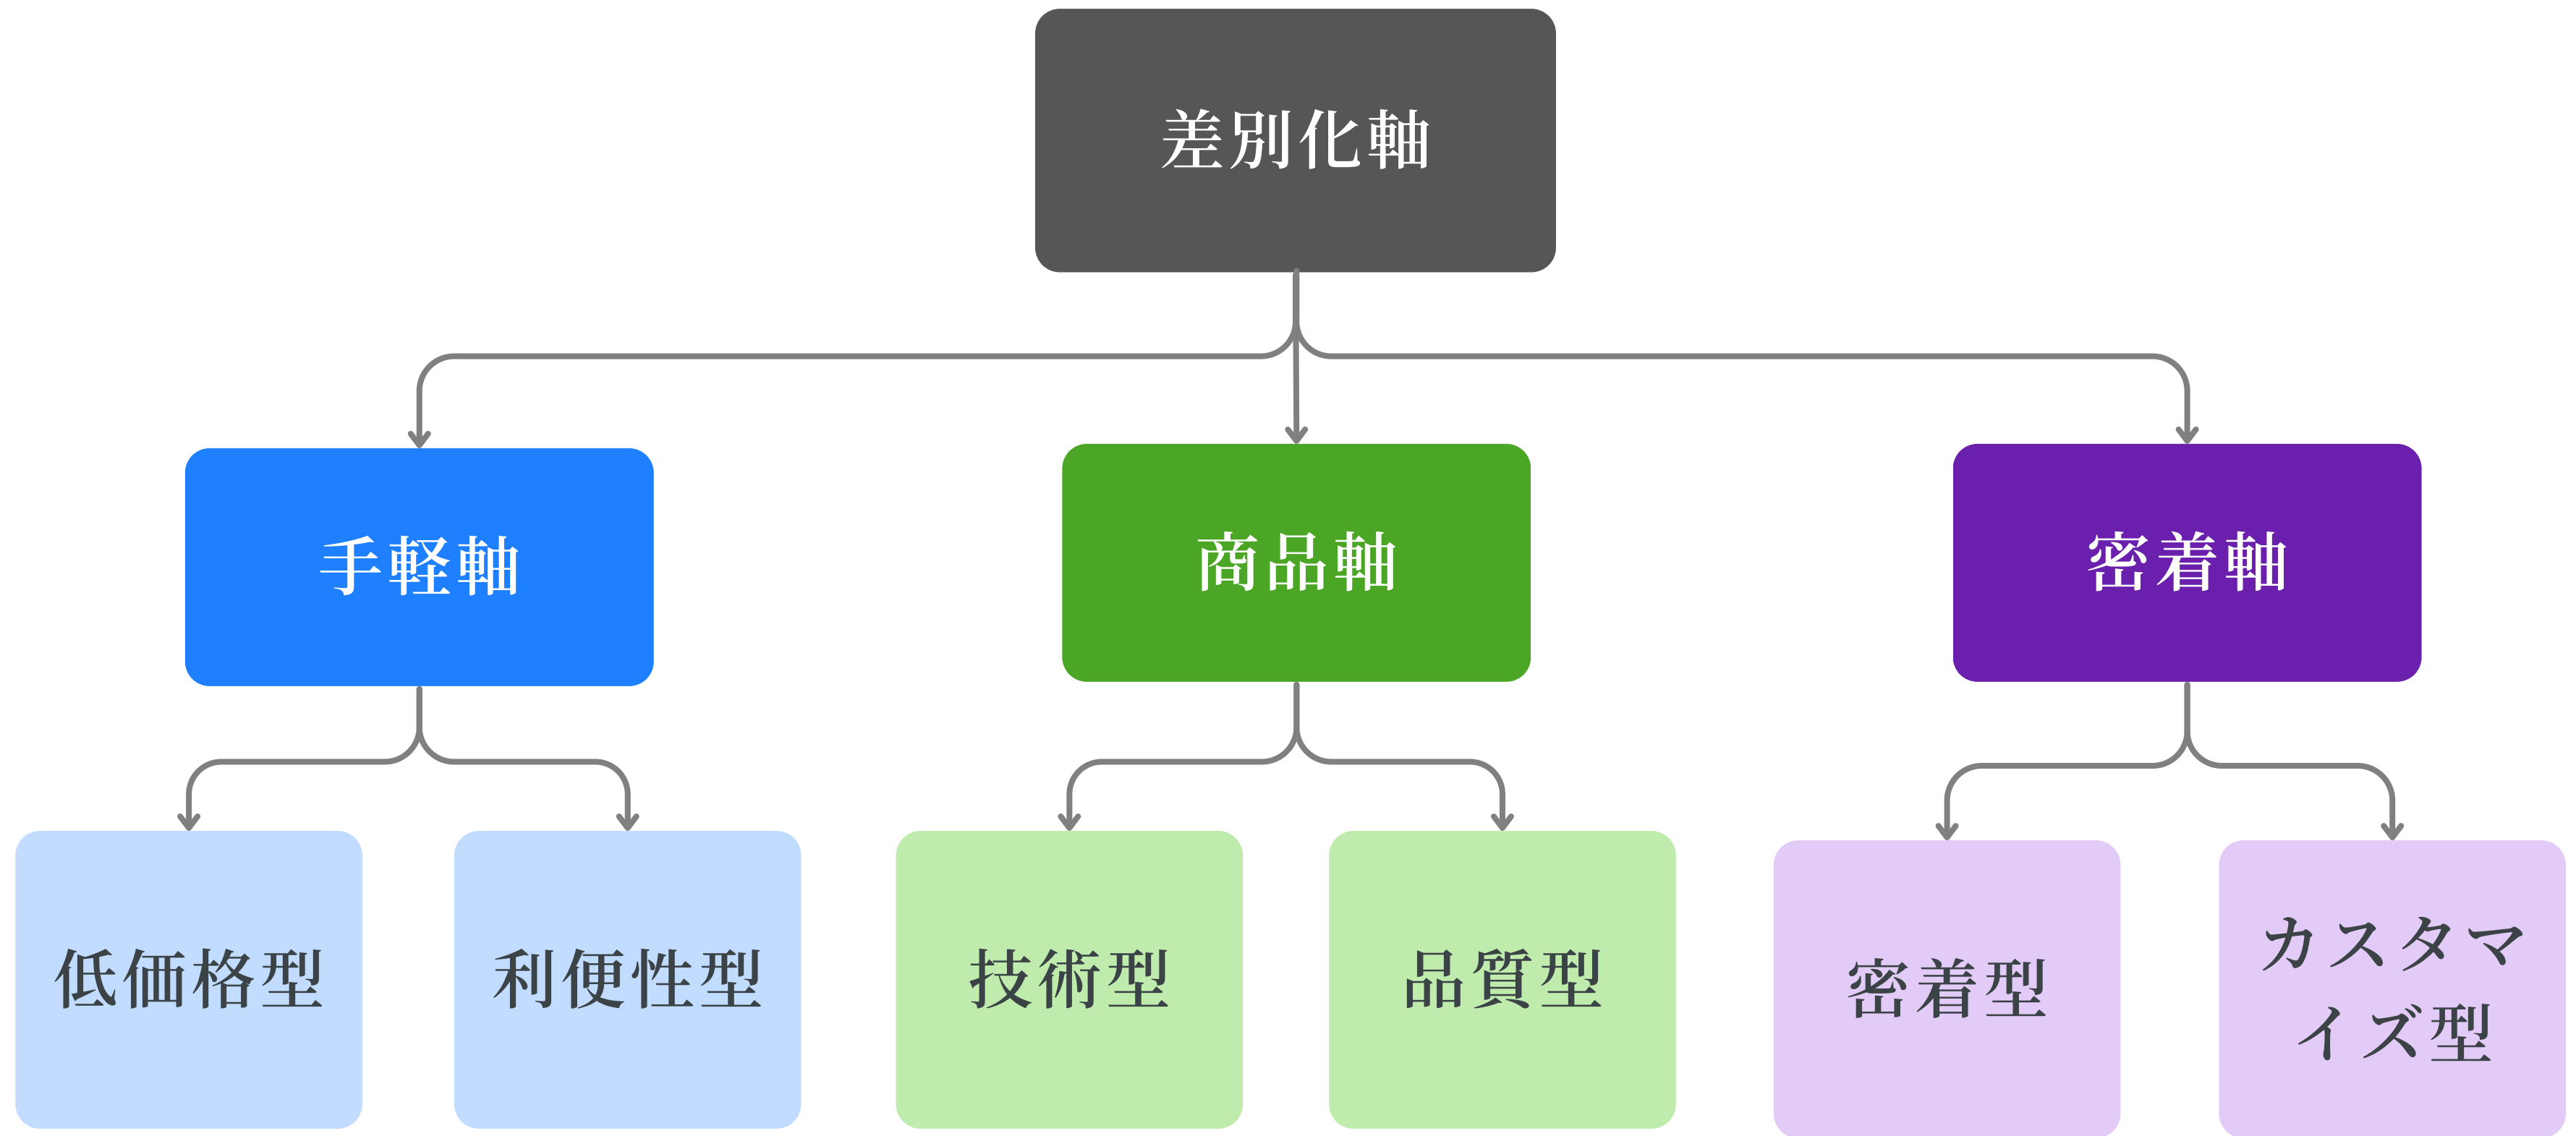 差別化軸
手軽軸
商品軸
密着軸
低価格型
利便性型
技術型
品質型
密着型
カスタマ
イズ型